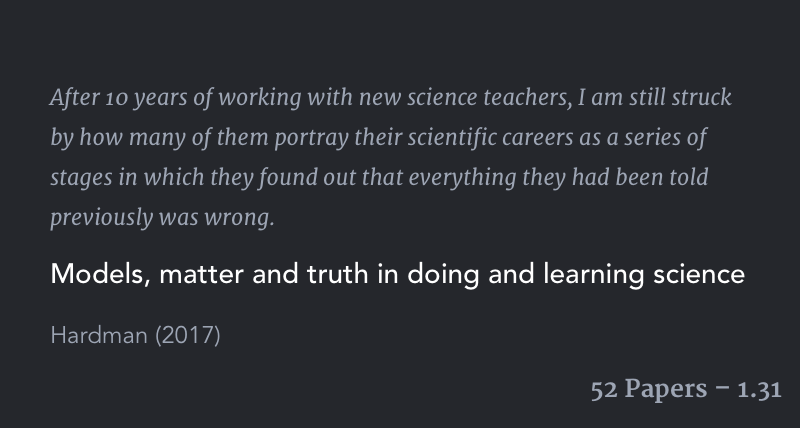 After 10 years of working with new science teachers, I am still struck
by how many of them portray their scientific careers as a series of
stages in which they found out that everything they had been told
previously was wrong.
Models, matter and truth in doing and learning science
Hardman (2017)
52 Papers – 1.31